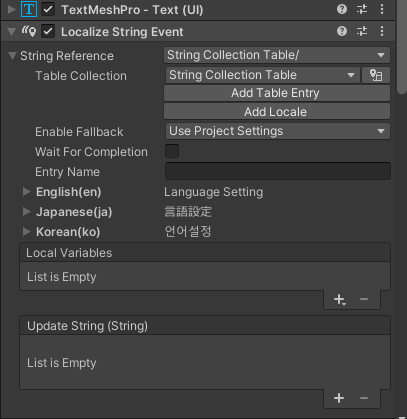 TextMeshPro - Text (UI)
Localize String Event
String Reference String Collection Table/
Table Collection String Collection Table
Add Table Entry
Add Locale
Enable Fallback Use Project Settings
Wait For Completion
Entry Name
English(en) Language Setting
Japanese(ja) 言語設定
Korean(ko) 언어설정
Local Variables
List is Empty
Update String (String)
List is Empty